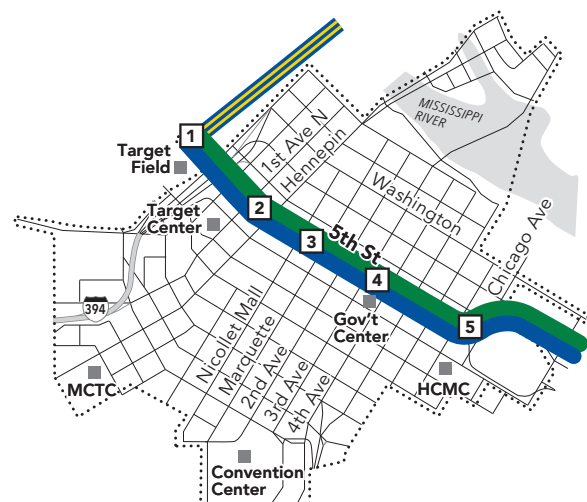 MISSISSIPPI
RIVER
1
1st Ave N
Hennepin
Target
Field
Washington
Chicago Ave
2
Target
Center
3
5th St
4
394
Gov't
Center
5
Nicollet Mall
Marquette
2nd Ave
3rd Ave
4th Ave
MCTC
HCMC
Convention
Center